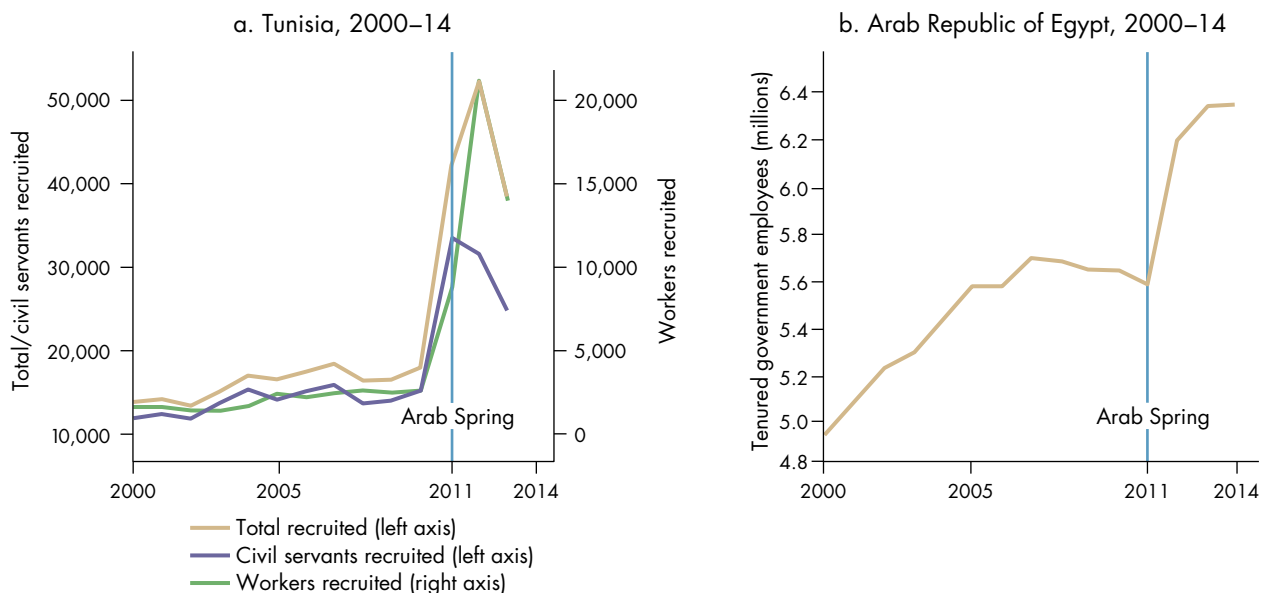 a. Tunisia, 2000–14
Total/civil servants recruited
50,000
40,000
30,000
20,000
10,000
20,000
15,000
10,000
5,000
0
Workers recruited
Arab Spring
2000
2005
2011
2014
Total recruited (left axis)
Civil servants recruited (left axis)
Workers recruited (right axis)
b. Arab Republic of Egypt, 2000–14
Tenured government employees (millions)
6.4
6.2
6.0
5.8
5.6
5.4
5.2
5.0
4.8
Arab Spring
2000
2005
2011
2014